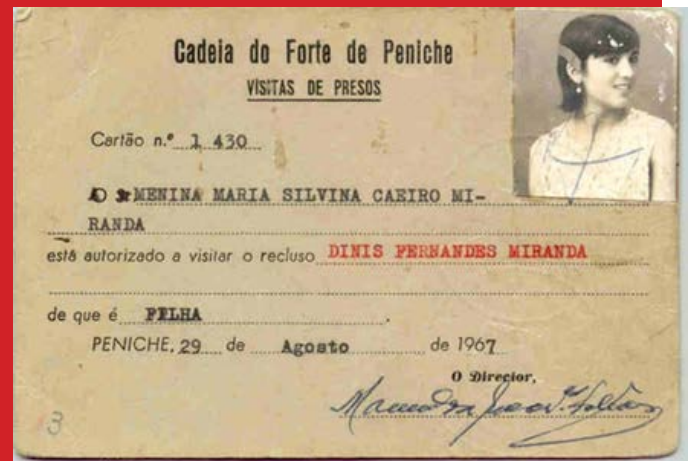 Cadeia do Forte de Peniche
VISITAS DE PRESOS
Cartão n.º 1 430
MENINA MARIA SILVINA CAEIRO MI-
RANDA
está autorizado a visitar o recluso DINIS FERNANDES MIRANDA
de que é FILHA.
PENICHE, 29 de Agosto de 1967
O Director,
3